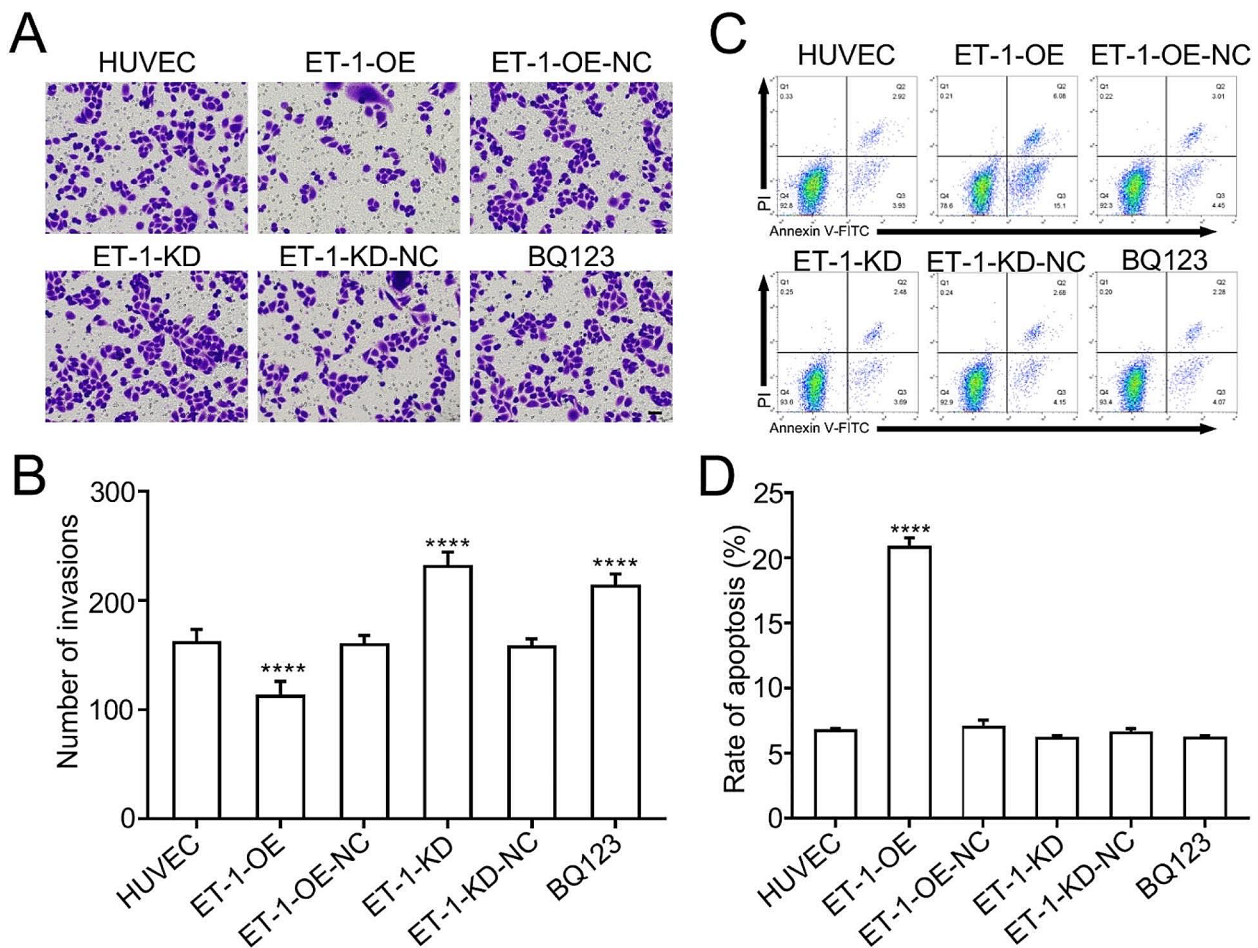 A
HUVEC
ET-1-OE
ET-1-OE-NC
ET-1-KD
ET-1-KD-NC
BQ123
B
Number of invasions
300
200
100
0
****
****
****
HUVEC
ET-1-OE
ET-1-OE-NC
ET-1-KD
ET-1-KD-NC
BQ123
C
HUVEC
ET-1-OE
ET-1-OE-NC
PI
Q1
0.33
Q2
2.92
Q4
92.8
Q3
3.93
Q1
0.21
Q2
6.08
Q4
78.6
Q3
15.1
Q1
0.22
Q2
3.01
Q4
92.3
Q3
4.45
Annexin V-FITC
ET-1-KD
ET-1-KD-NC
BQ123
PI
Q1
0.25
Q2
2.48
Q4
93.6
Q3
3.69
Q1
0.24
Q2
2.68
Q4
92.9
Q3
4.15
Q1
0.20
Q2
2.28
Q4
93.4
Q3
4.07
Annexin V-FITC
D
Rate of apoptosis (%)
25
20
15
10
5
0
****
HUVEC
ET-1-OE
ET-1-OE-NC
ET-1-KD
ET-1-KD-NC
BQ123